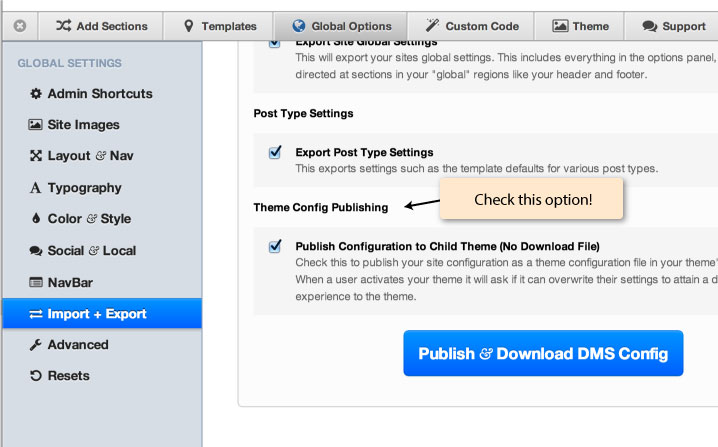 Add Sections
Templates
Global Options
Custom Code
Theme
Support
GLOBAL SETTINGS
Admin Shortcuts
Site Images
Layout & Nav
Typography
Color & Style
Social & Local
NavBar
Import + Export
Advanced
Resets
Export Site Global Settings
This will export your sites global settings. This includes everything in the options panel,
directed at sections in your "global" regions like your header and footer.
Post Type Settings
Export Post Type Settings
This exports settings such as the template defaults for various post types.
Theme Config Publishing
Check this option!
Publish Configuration to Child Theme (No Download File)
Check this to publish your site configuration as a theme configuration file in your theme'
When a user activates your theme it will ask if it can overwrite their settings to attain a d
experience to the theme.
Publish & Download DMS Config